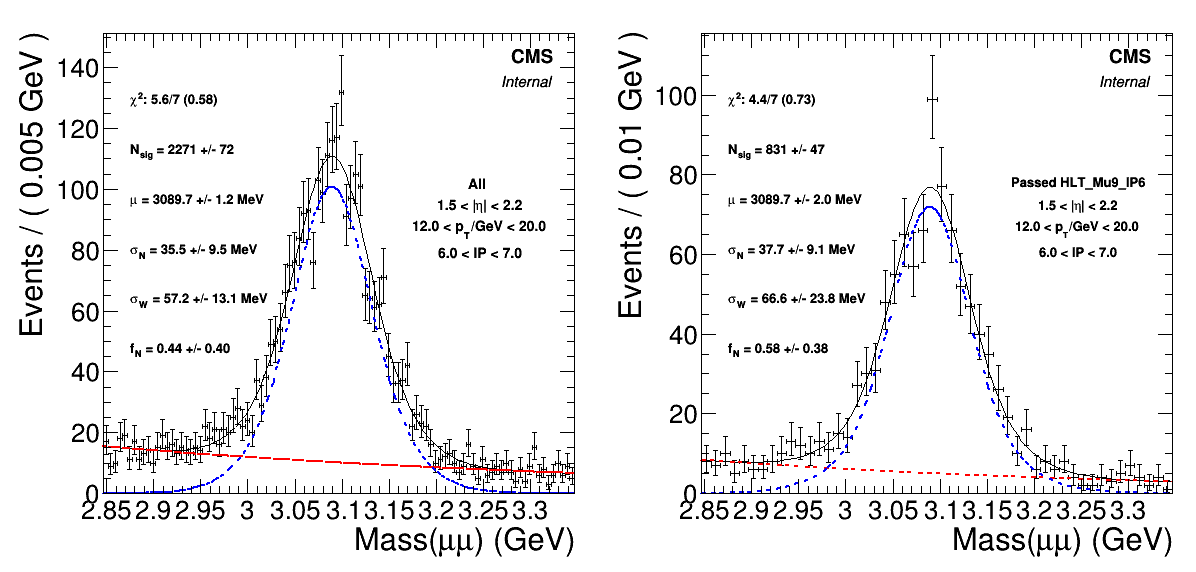 Events / ( 0.005 GeV )
140
120
100
80
60
40
20
0
CMS
Internal
χ²: 5.6/7 (0.58)
N_sig = 2271 +/- 72
μ = 3089.7 +/- 1.2 MeV
σ_N = 35.5 +/- 9.5 MeV
σ_W = 57.2 +/- 13.1 MeV
f_N = 0.44 +/- 0.40
All
1.5 < |η| < 2.2
12.0 < p_T/GeV < 20.0
6.0 < IP < 7.0
2.85 2.9 2.95 3 3.05 3.1 3.15 3.2 3.25 3.3
Mass(μμ) (GeV)
Events / ( 0.01 GeV )
100
80
60
40
20
0
CMS
Internal
χ²: 4.4/7 (0.73)
N_sig = 831 +/- 47
μ = 3089.7 +/- 2.0 MeV
σ_N = 37.7 +/- 9.1 MeV
σ_W = 66.6 +/- 23.8 MeV
f_N = 0.58 +/- 0.38
Passed HLT_Mu9_IP6
1.5 < |η| < 2.2
12.0 < p_T/GeV < 20.0
6.0 < IP < 7.0
2.85 2.9 2.95 3 3.05 3.1 3.15 3.2 3.25 3.3
Mass(μμ) (GeV)